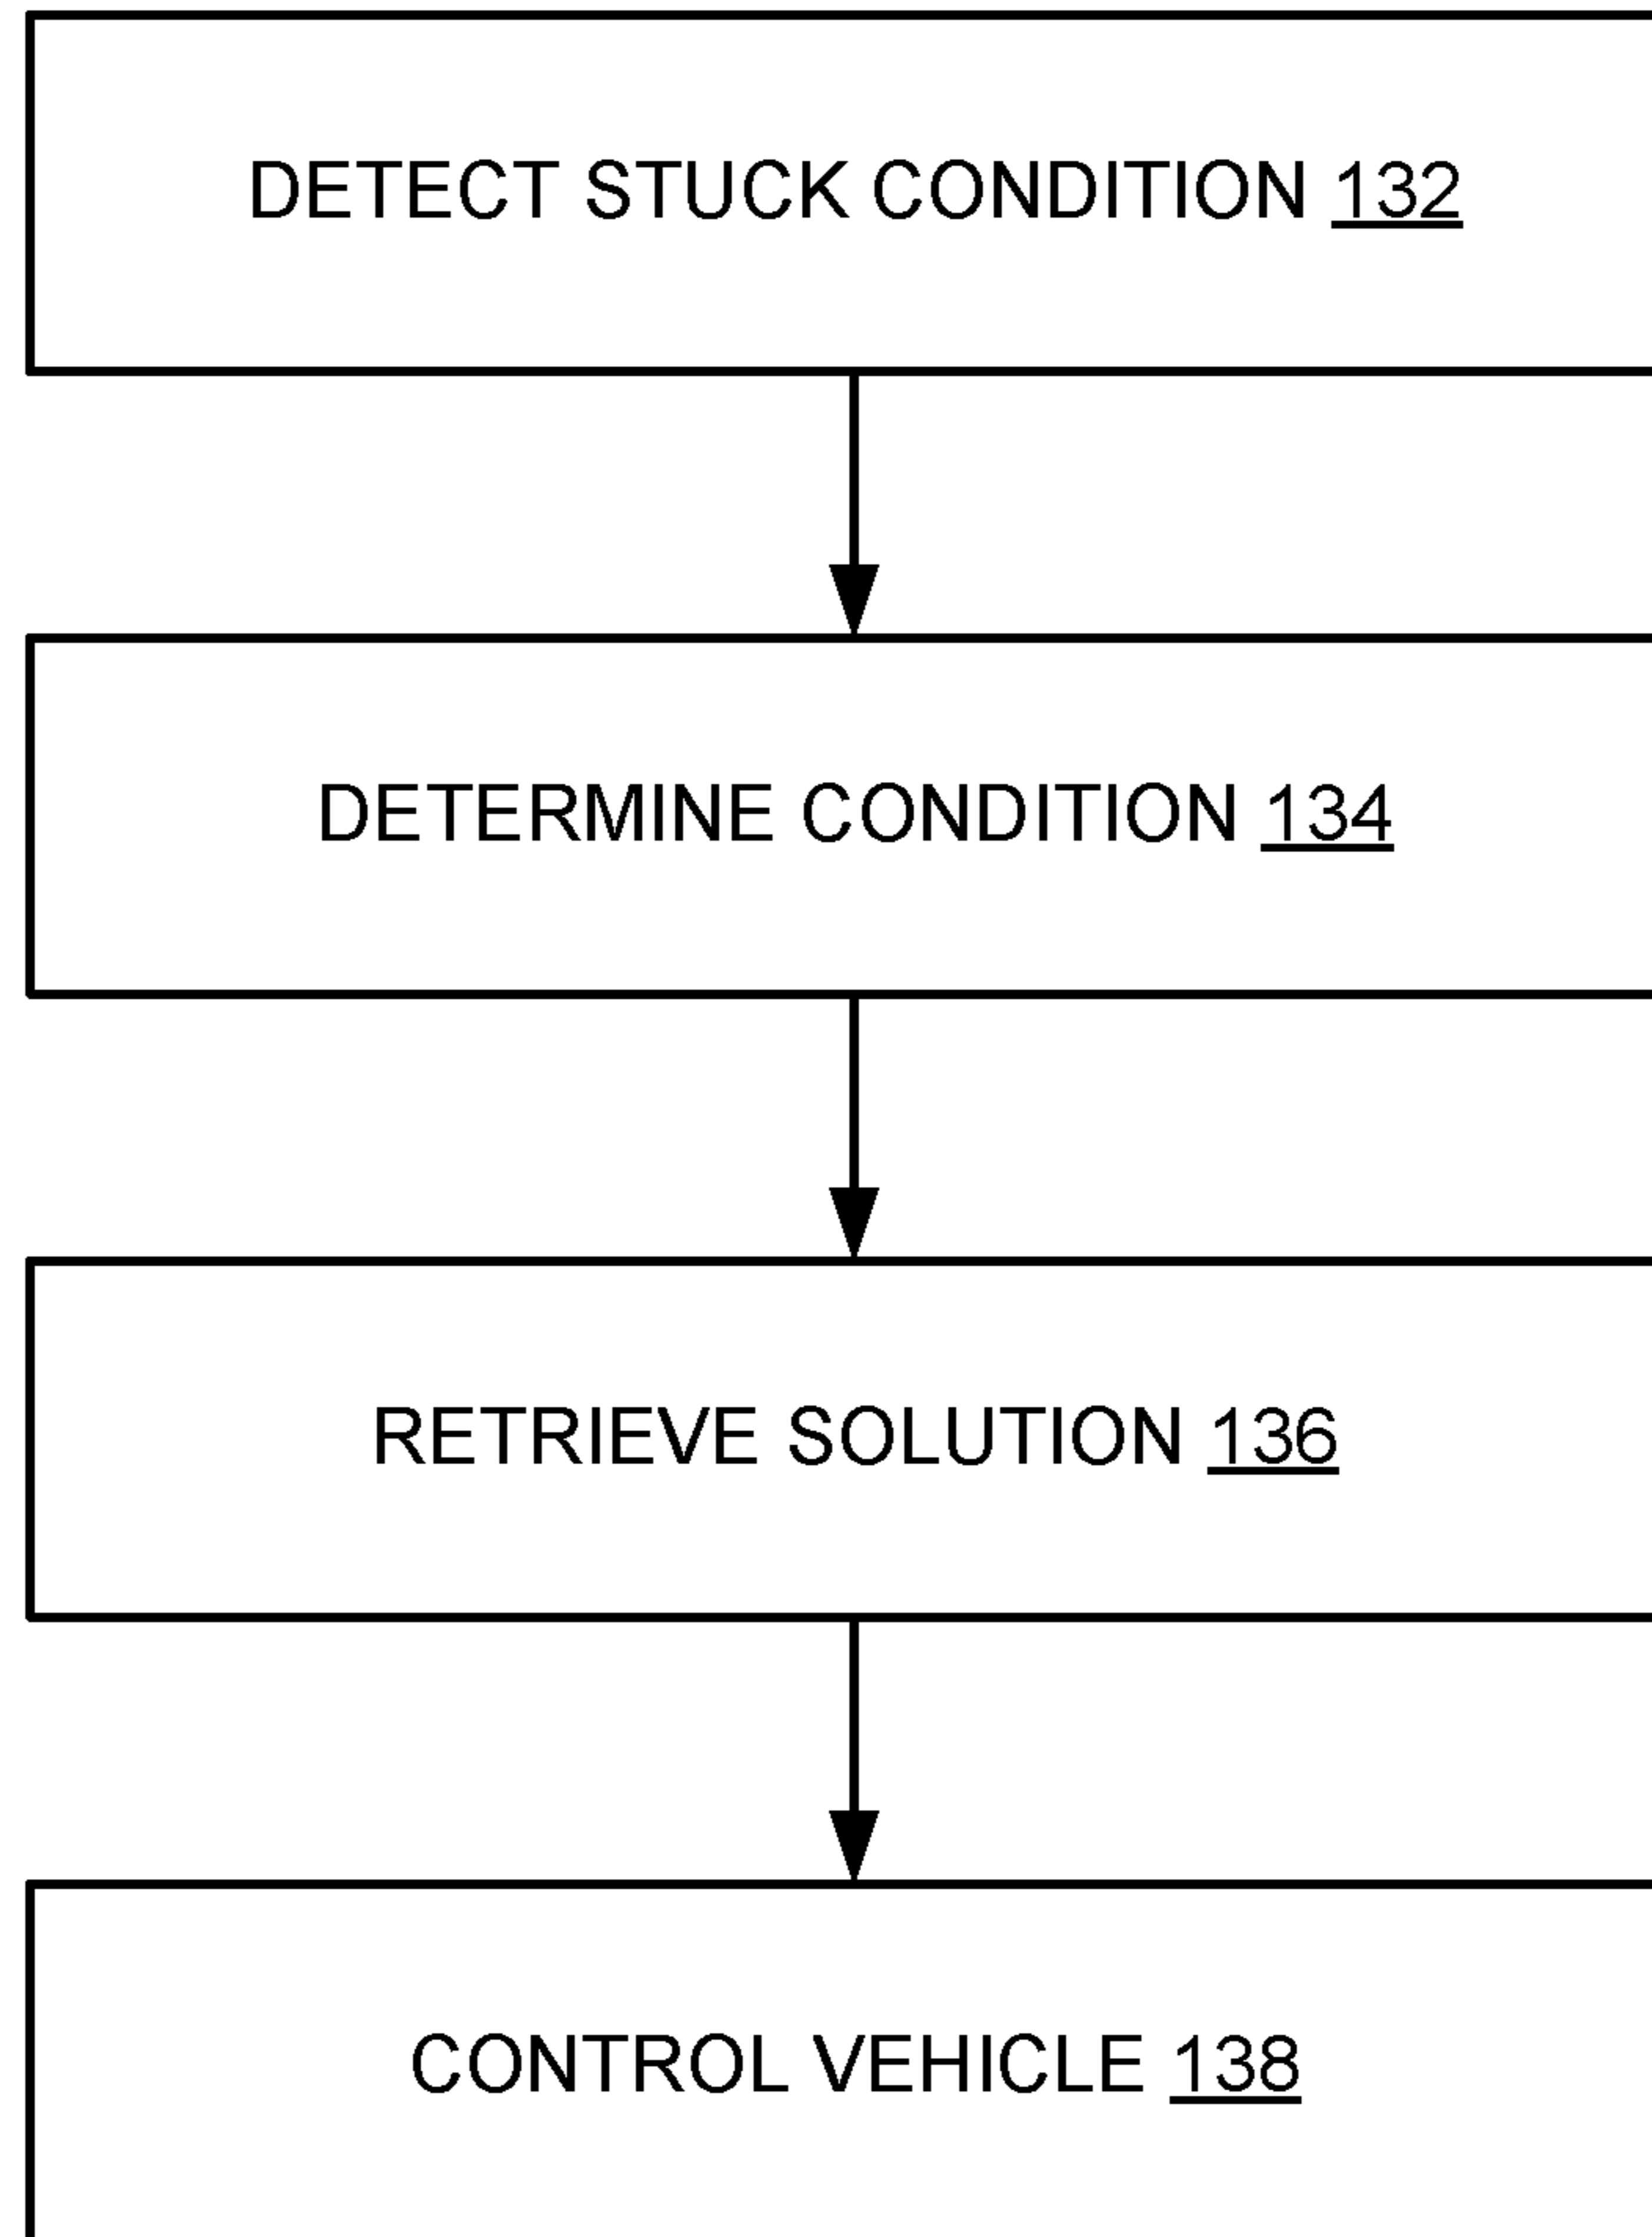 DETECT STUCK CONDITION 132
DETERMINE CONDITION 134
RETRIEVE SOLUTION 136
CONTROL VEHICLE 138